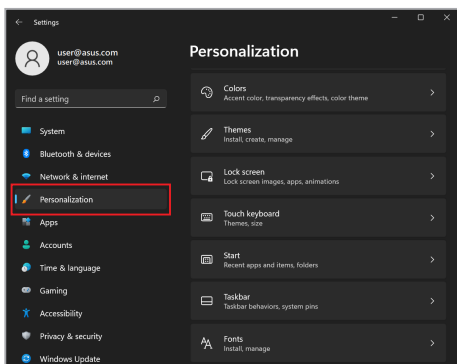 Settings
user@asus.com
user@asus.com
Find a setting
System
Bluetooth & devices
Network & internet
Personalization
Apps
Accounts
Time & language
Gaming
Accessibility
Privacy & security
Windows Update
Personalization
Colors
Accent color, transparency effects, color theme
Themes
Install, create, manage
Lock screen
Lock screen images, apps, animations
Touch keyboard
Themes, size
Start
Recent apps and items, folders
Taskbar
Taskbar behaviors, system pins
Fonts
Install, manage